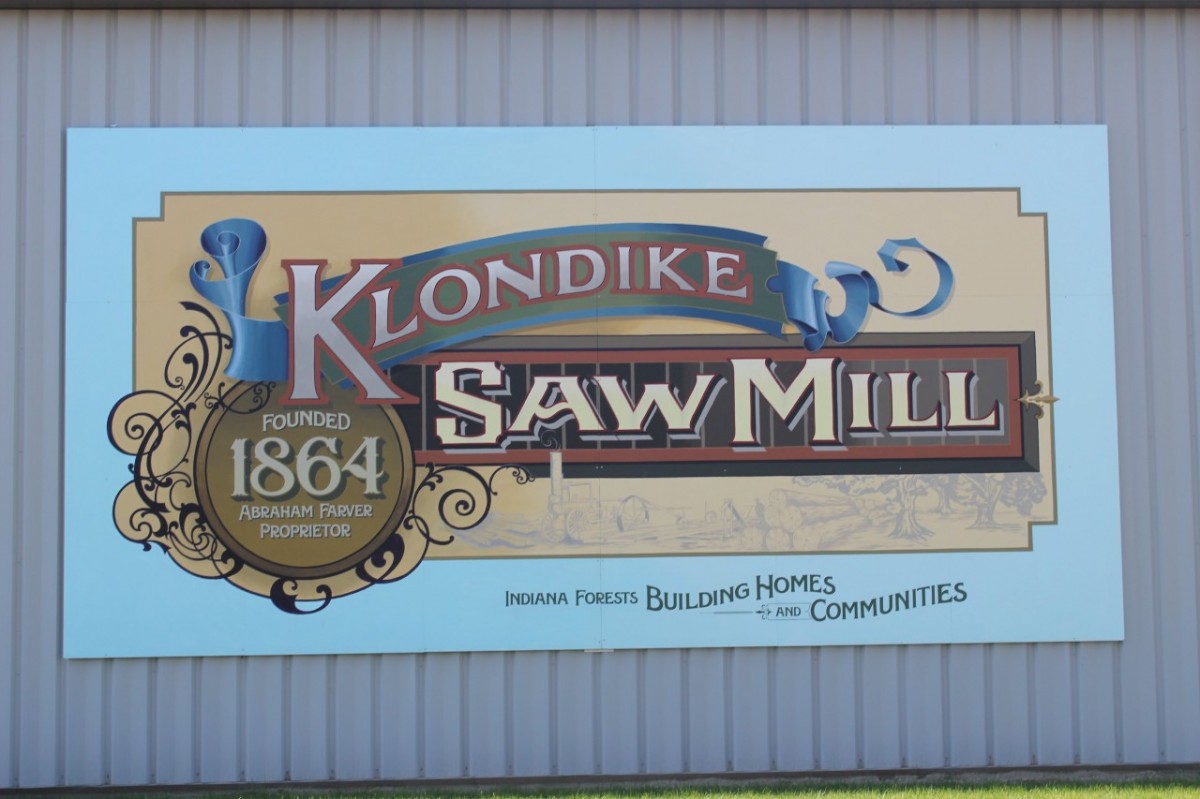 KLONDIKE
SAW MILL
FOUNDED
1864
ABRAHAM FARVER
PROPRIETOR
INDIANA FORESTS BUILDING HOMES
AND COMMUNITIES